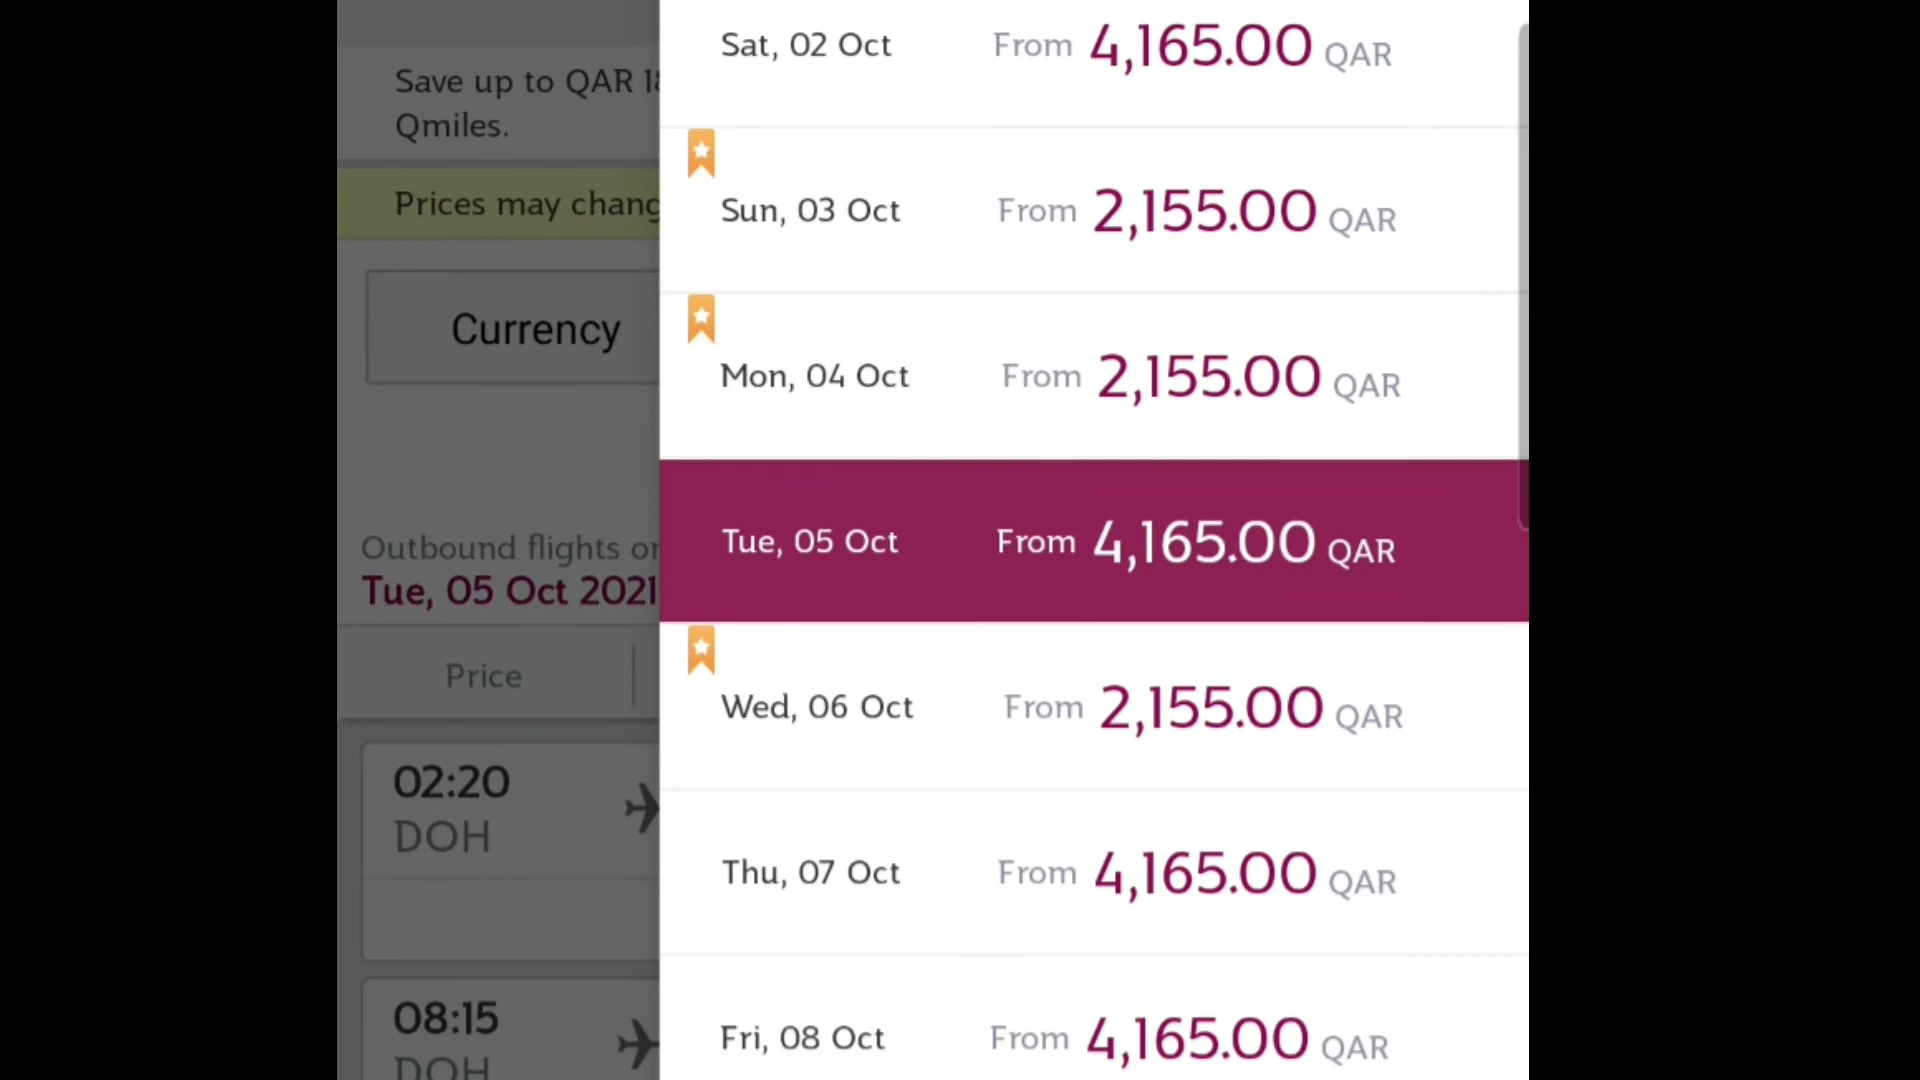 Save up to QAR
Qmiles.
Prices may
Currency
Outbound flights
Tue, 05 Oct 2021
Price
02:20
DOH
08:15
DOH
Sat, 02 Oct From 4,165.00 QAR
Sun, 03 Oct From 2,155.00 QAR
Mon, 04 Oct From 2,155.00 QAR
Tue, 05 Oct From 4,165.00 QAR
Wed, 06 Oct From 2,155.00 QAR
Thu, 07 Oct From 4,165.00 QAR
Fri, 08 Oct From 4,165.00 QAR